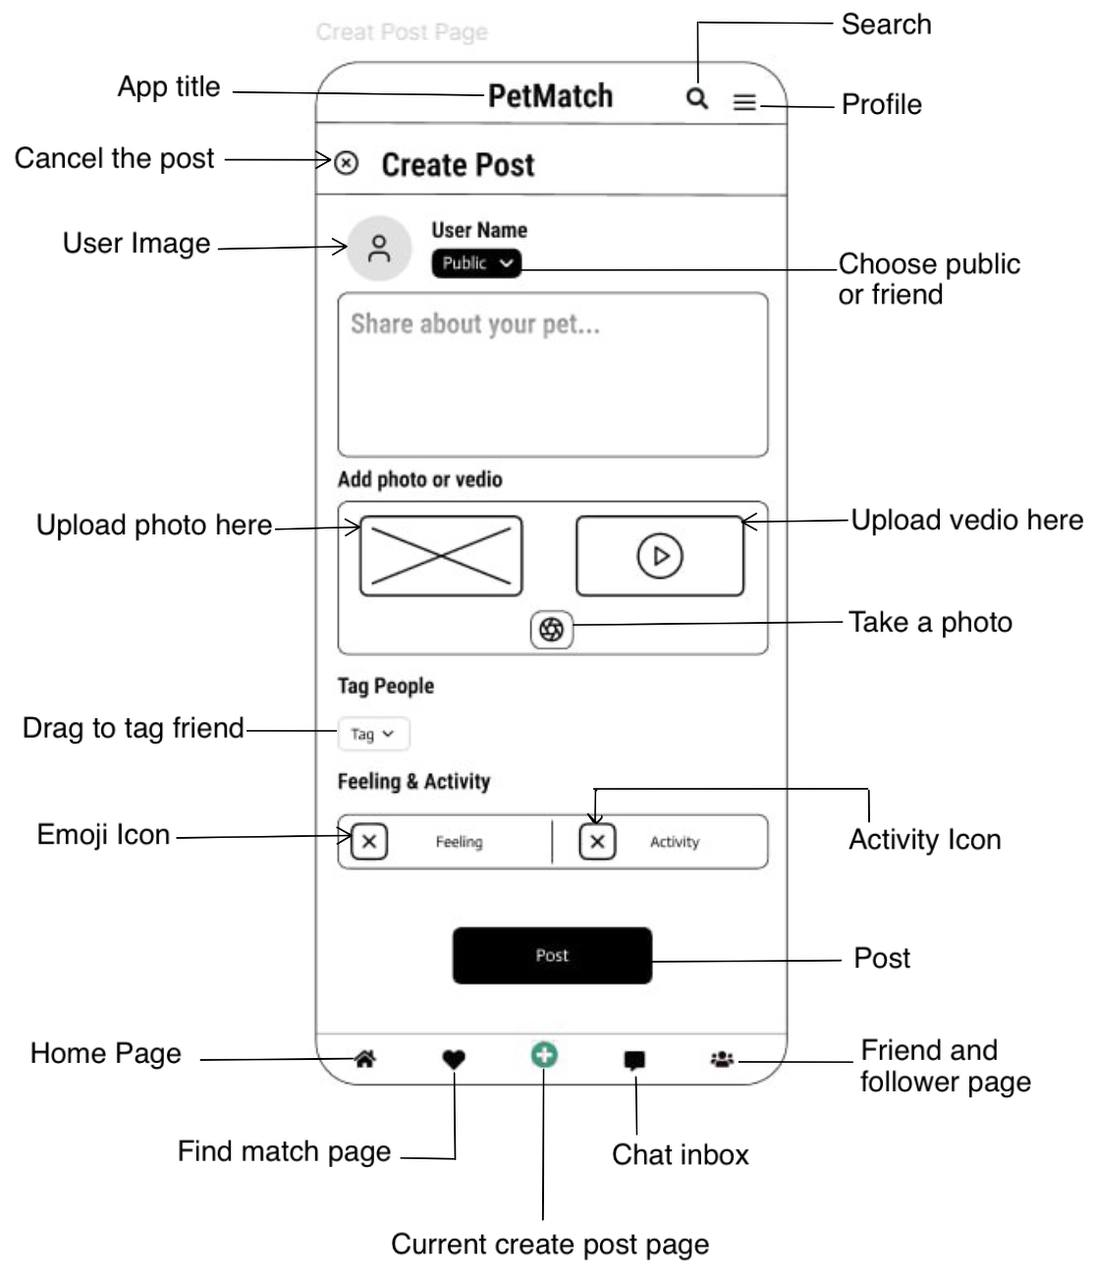 Creat Post Page
Search
App title
PetMatch
Profile
Cancel the post
Create Post
User Image
User Name
Public
Choose public
or friend
Share about your pet...
Add photo or vedio
Upload photo here
Upload vedio here
Take a photo
Tag People
Drag to tag friend
Tag
Feeling & Activity
Emoji Icon
Feeling
Activity
Activity Icon
Post
Post
Home Page
Friend and
follower page
Find match page
Chat inbox
Current create post page